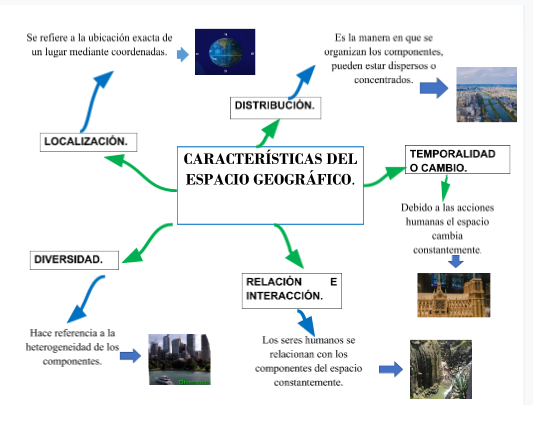 Se refiere a la ubicación exacta de
un lugar mediante coordenadas.
Es la manera en que se
organizan los componentes,
pueden estar dispersos o
concentrados.
DISTRIBUCIÓN.
LOCALIZACIÓN.
CARACTERÍSTICAS DEL
ESPACIO GEOGRÁFICO.
TEMPORALIDAD
O CAMBIO.
Debido a las acciones
humanas el espacio
cambia
constantemente.
DIVERSIDAD.
RELACIÓN E
INTERACCIÓN.
Hace referencia a la
heterogeneidad de los
componentes.
Los seres humanos se
relacionan con los
componentes del espacio
constantemente.